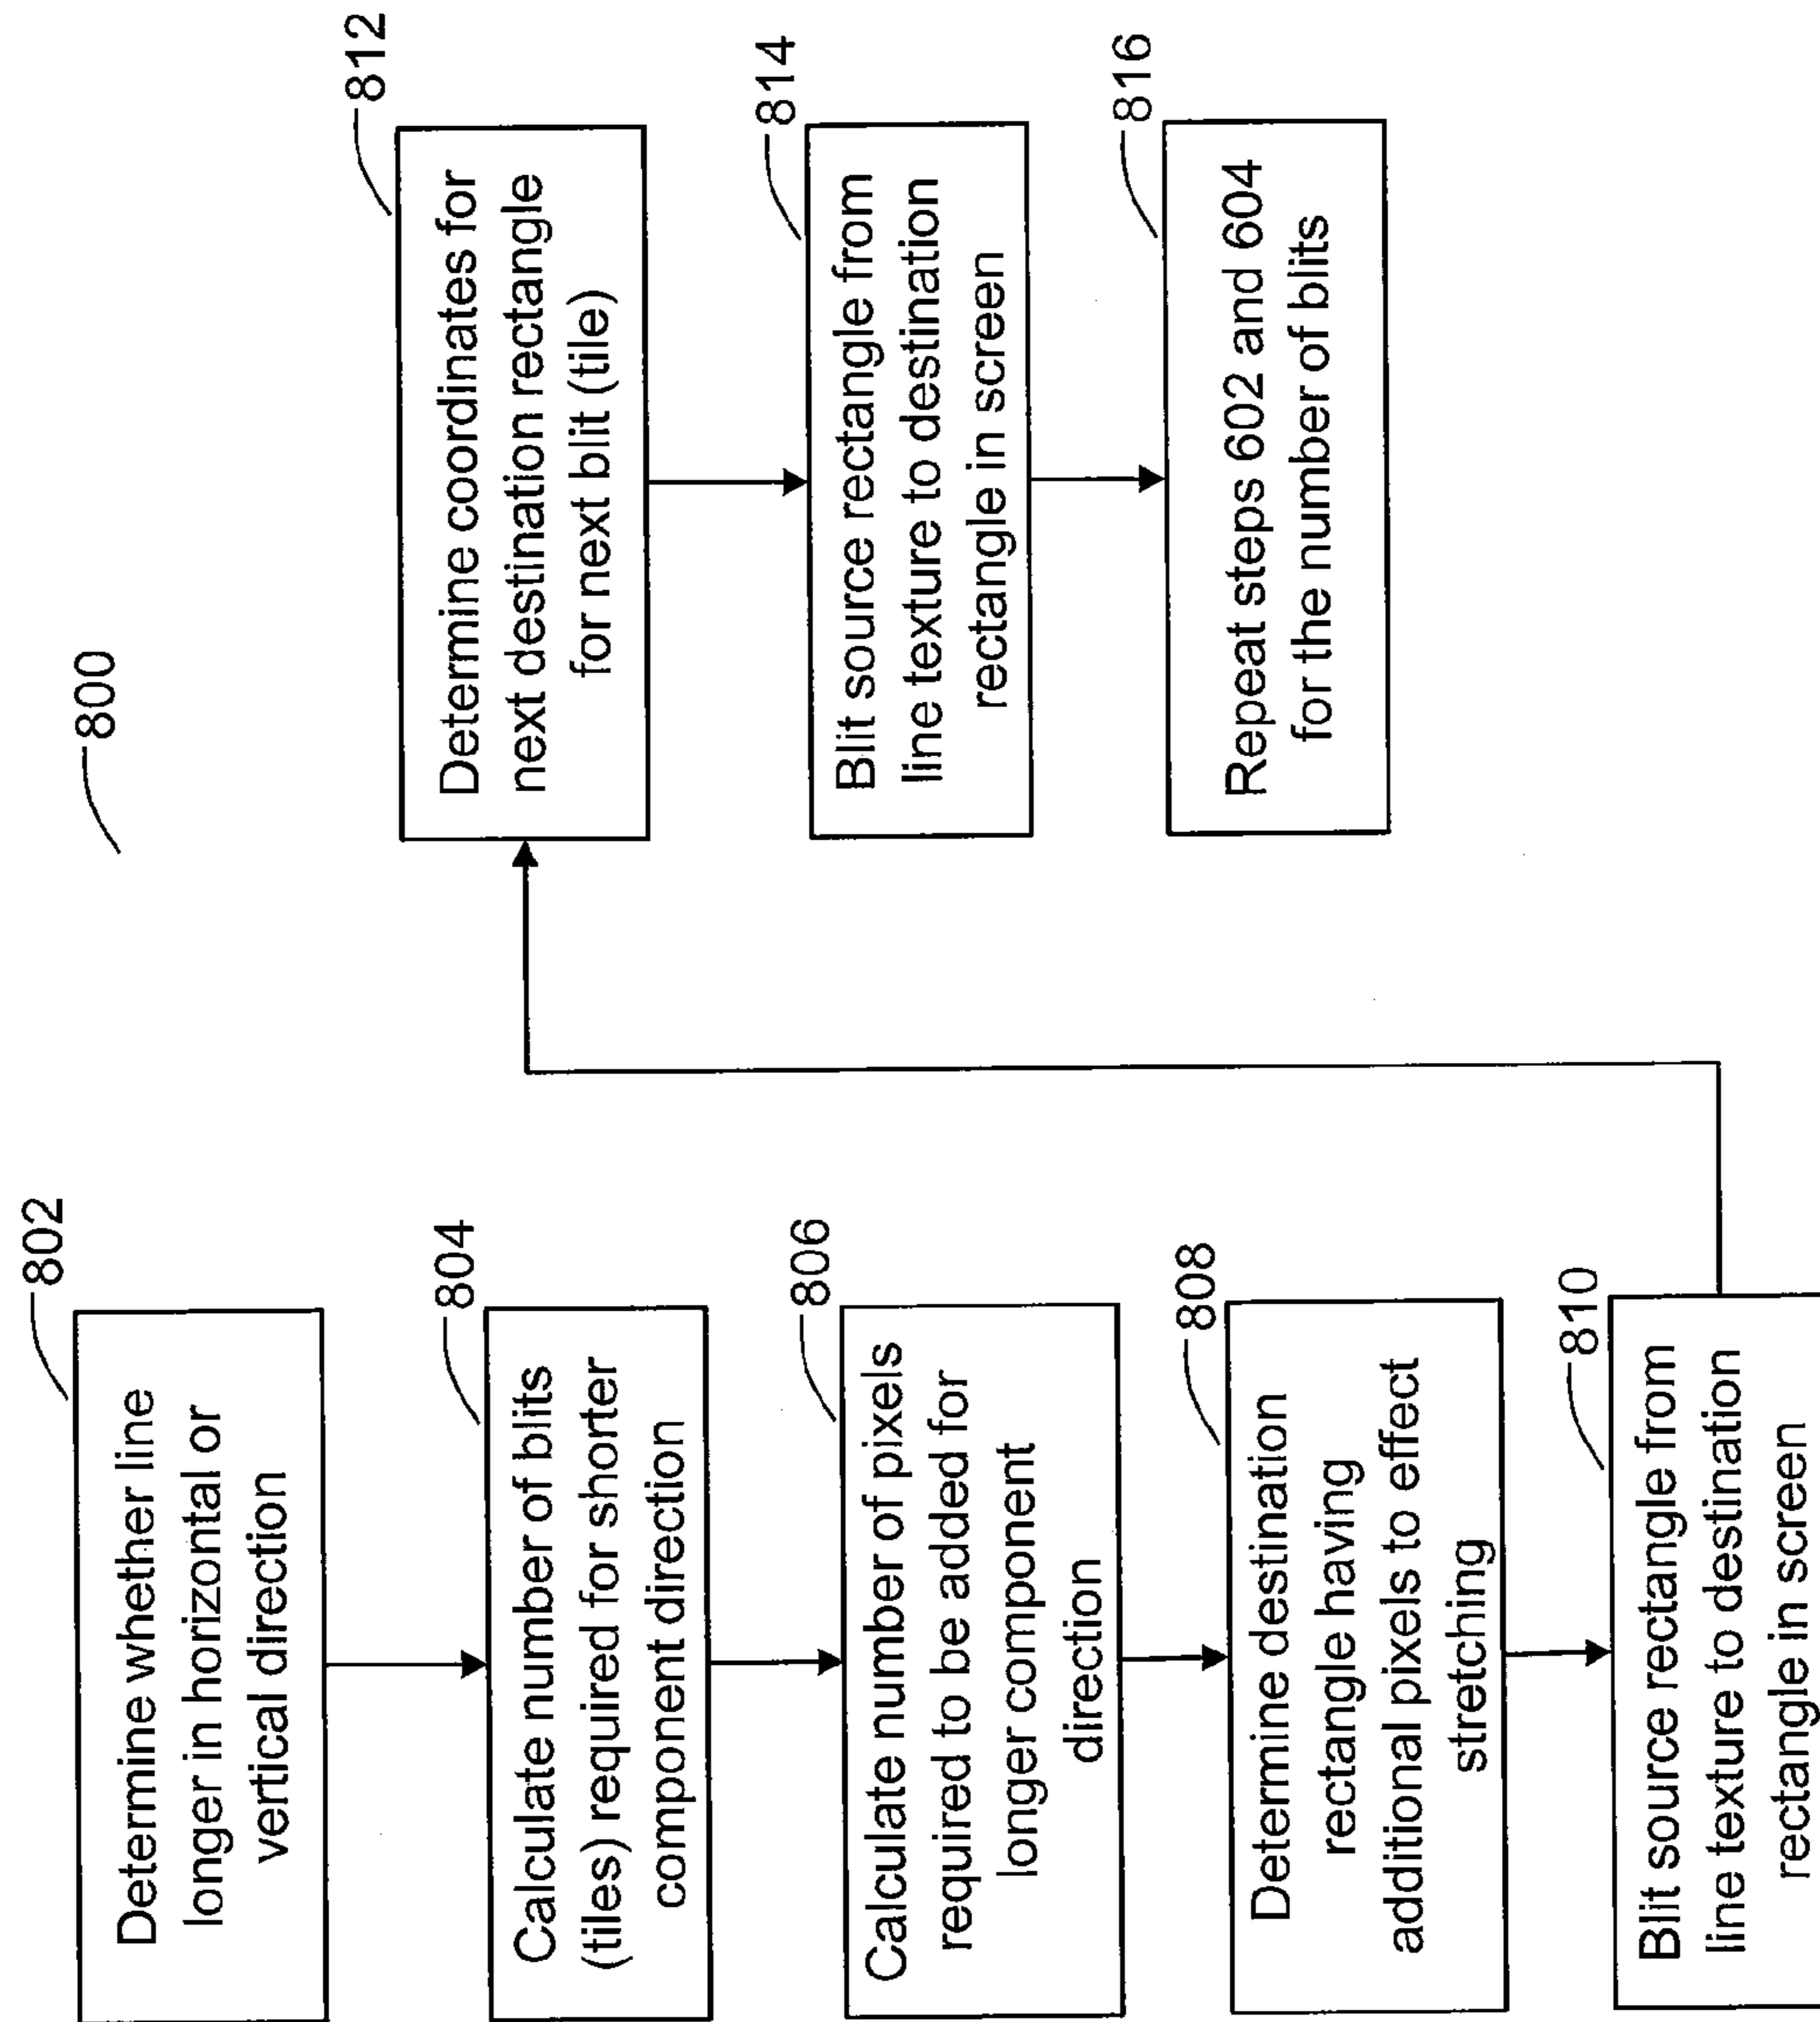 800
802
Determine whether line
longer in horizontal or
vertical direction
804
Calculate number of blits
(tiles) required for shorter
component direction
806
Calculate number of pixels
required to be added for
longer component
direction
808
Determine destination
rectangle having
additional pixels to effect
stretching
810
Blit source rectangle from
line texture to destination
rectangle in screen
812
Determine coordinates for
next destination rectangle
for next blit (tile)
814
Blit source rectangle from
line texture to destination
rectangle in screen
816
Repeat steps 602 and 604
for the number of blits